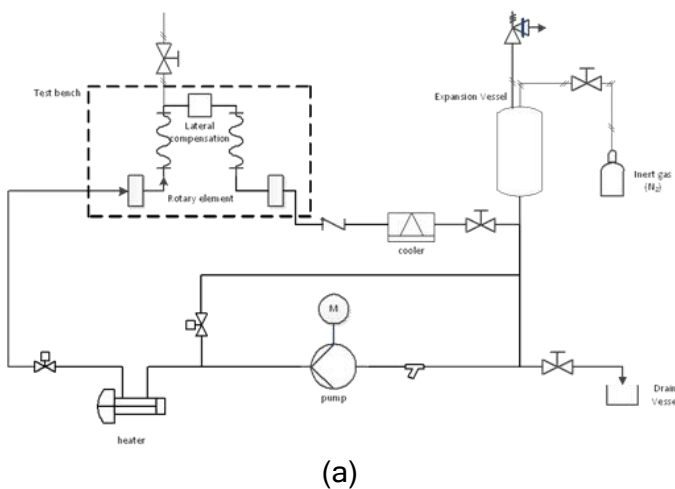 Test bench
Expansion Vessel
Lateral
compensation
Inert gas
(N2)
Rotary element
cooler
M
pump
Drain
Vesse
heater
(a)